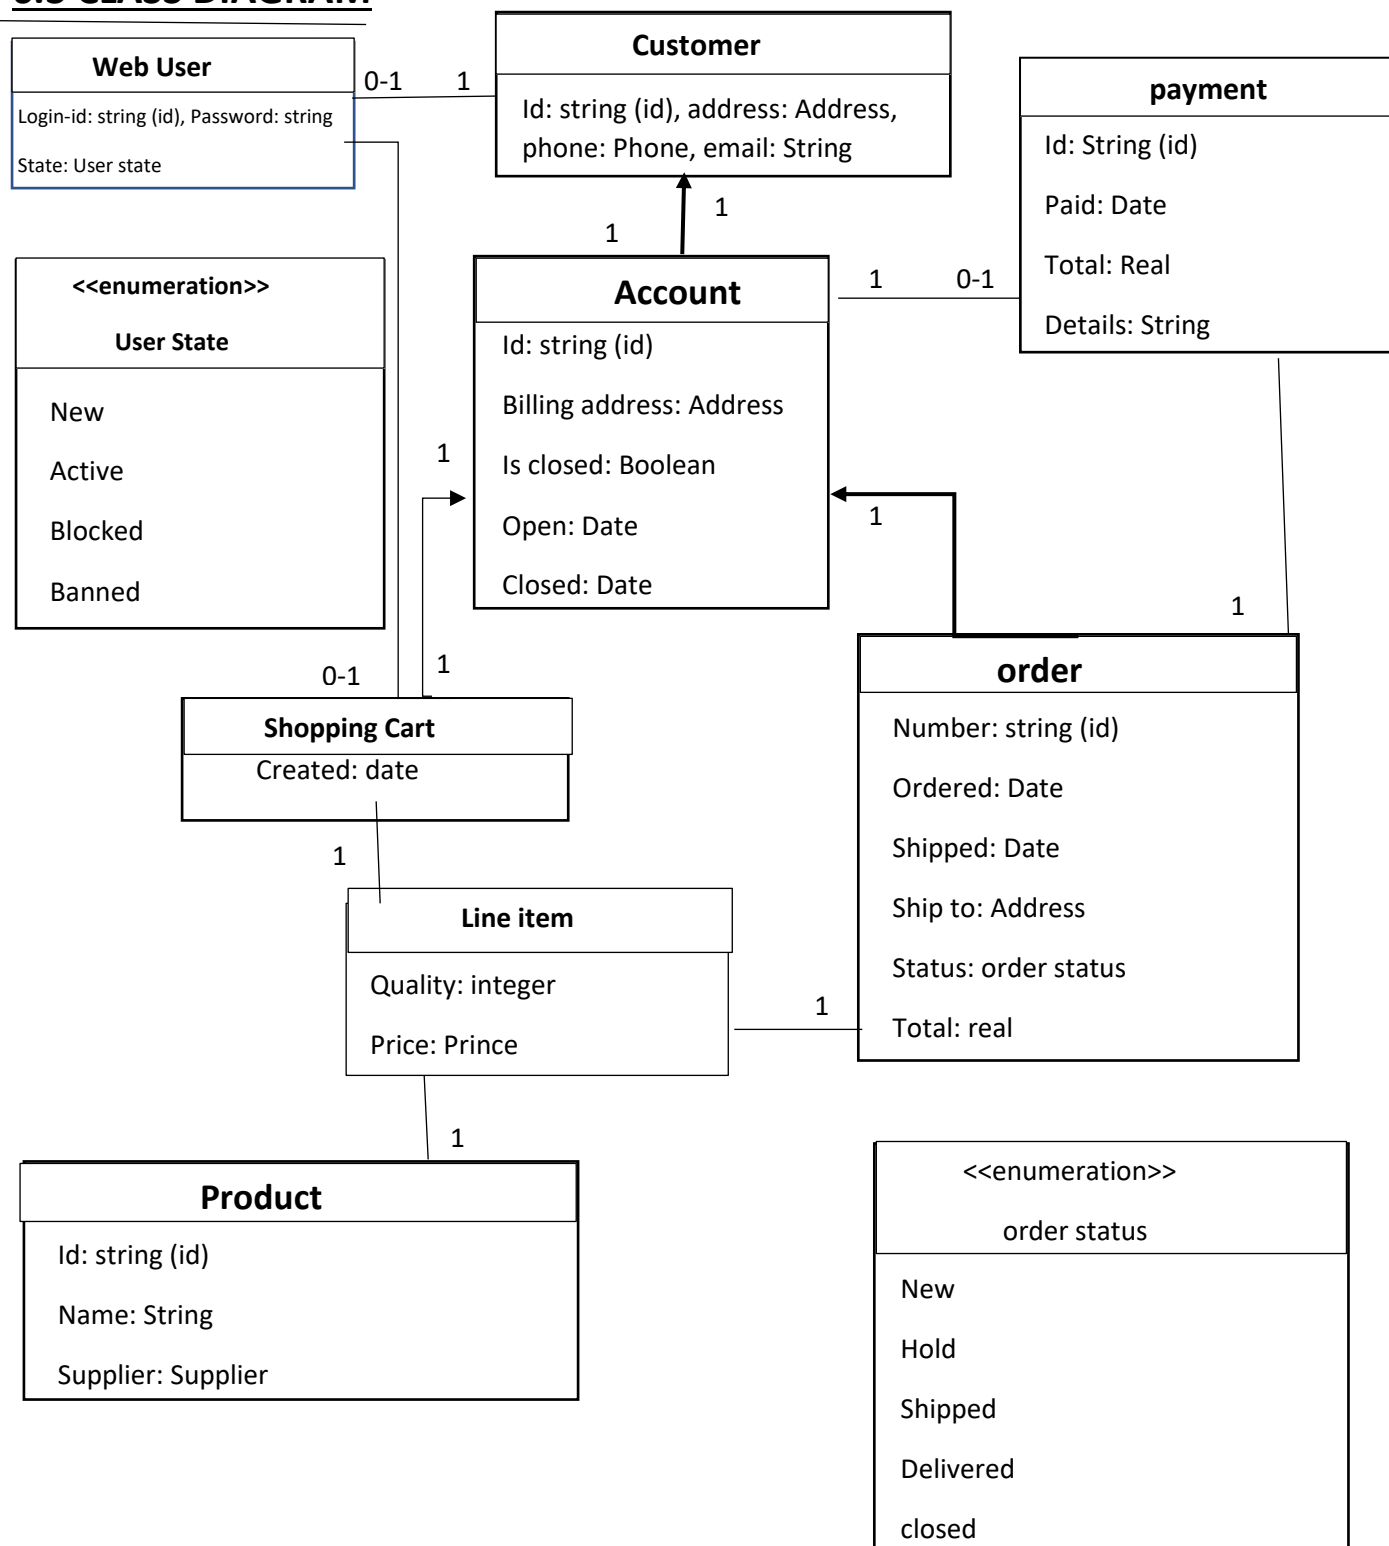 CLASS DIAGRAM
Web User
Login-id: string (id), Password: string
State: User state
0-1
1
Customer
Id: string (id), address: Address,
phone: Phone, email: String
payment
Id: String (id)
Paid: Date
Total: Real
Details: String
1
1
<<enumeration>>
User State
New
Active
Blocked
Banned
Account
Id: string (id)
Billing address: Address
Is closed: Boolean
Open: Date
Closed: Date
1
0-1
1
1
1
0-1
1
Shopping Cart
Created: date
order
Number: string (id)
Ordered: Date
Shipped: Date
Ship to: Address
Status: order status
Total: real
1
Line item
Quality: integer
Price: Prince
1
1
Product
Id: string (id)
Name: String
Supplier: Supplier
<<enumeration>>
order status
New
Hold
Shipped
Delivered
closed